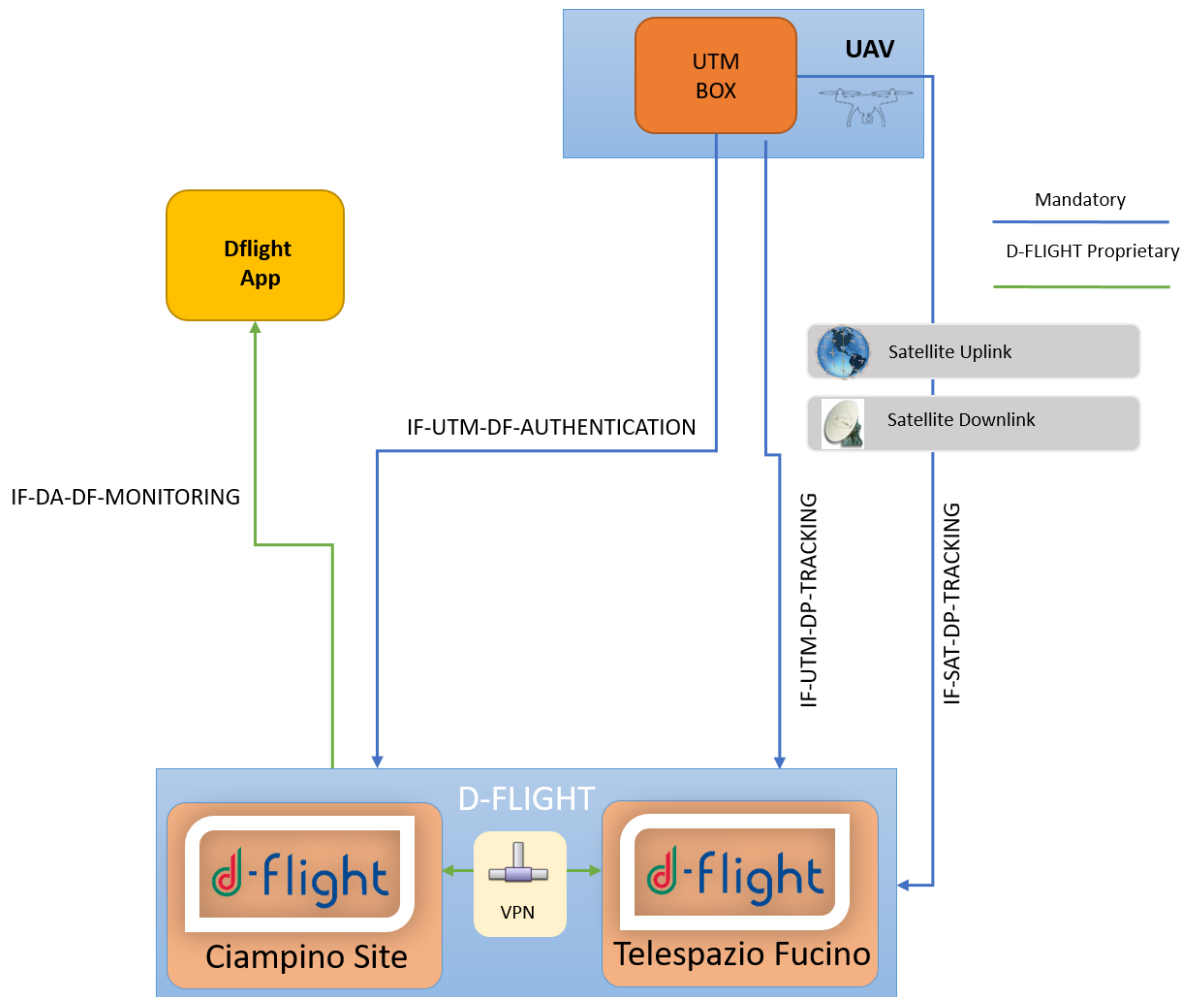 UAV
UTM
BOX
Mandatory
D-FLIGHT Proprietary
Dflight
App
Satellite Uplink
Satellite Downlink
IF-UTM-DF-AUTHENTICATION
IF-DA-DF-MONITORING
IF-UTM-DP-TRACKING
IF-SAT-DP-TRACKING
D-FLIGHT
d-flight
d-flight
VPN
Ciampino Site
Telespazio Fucino